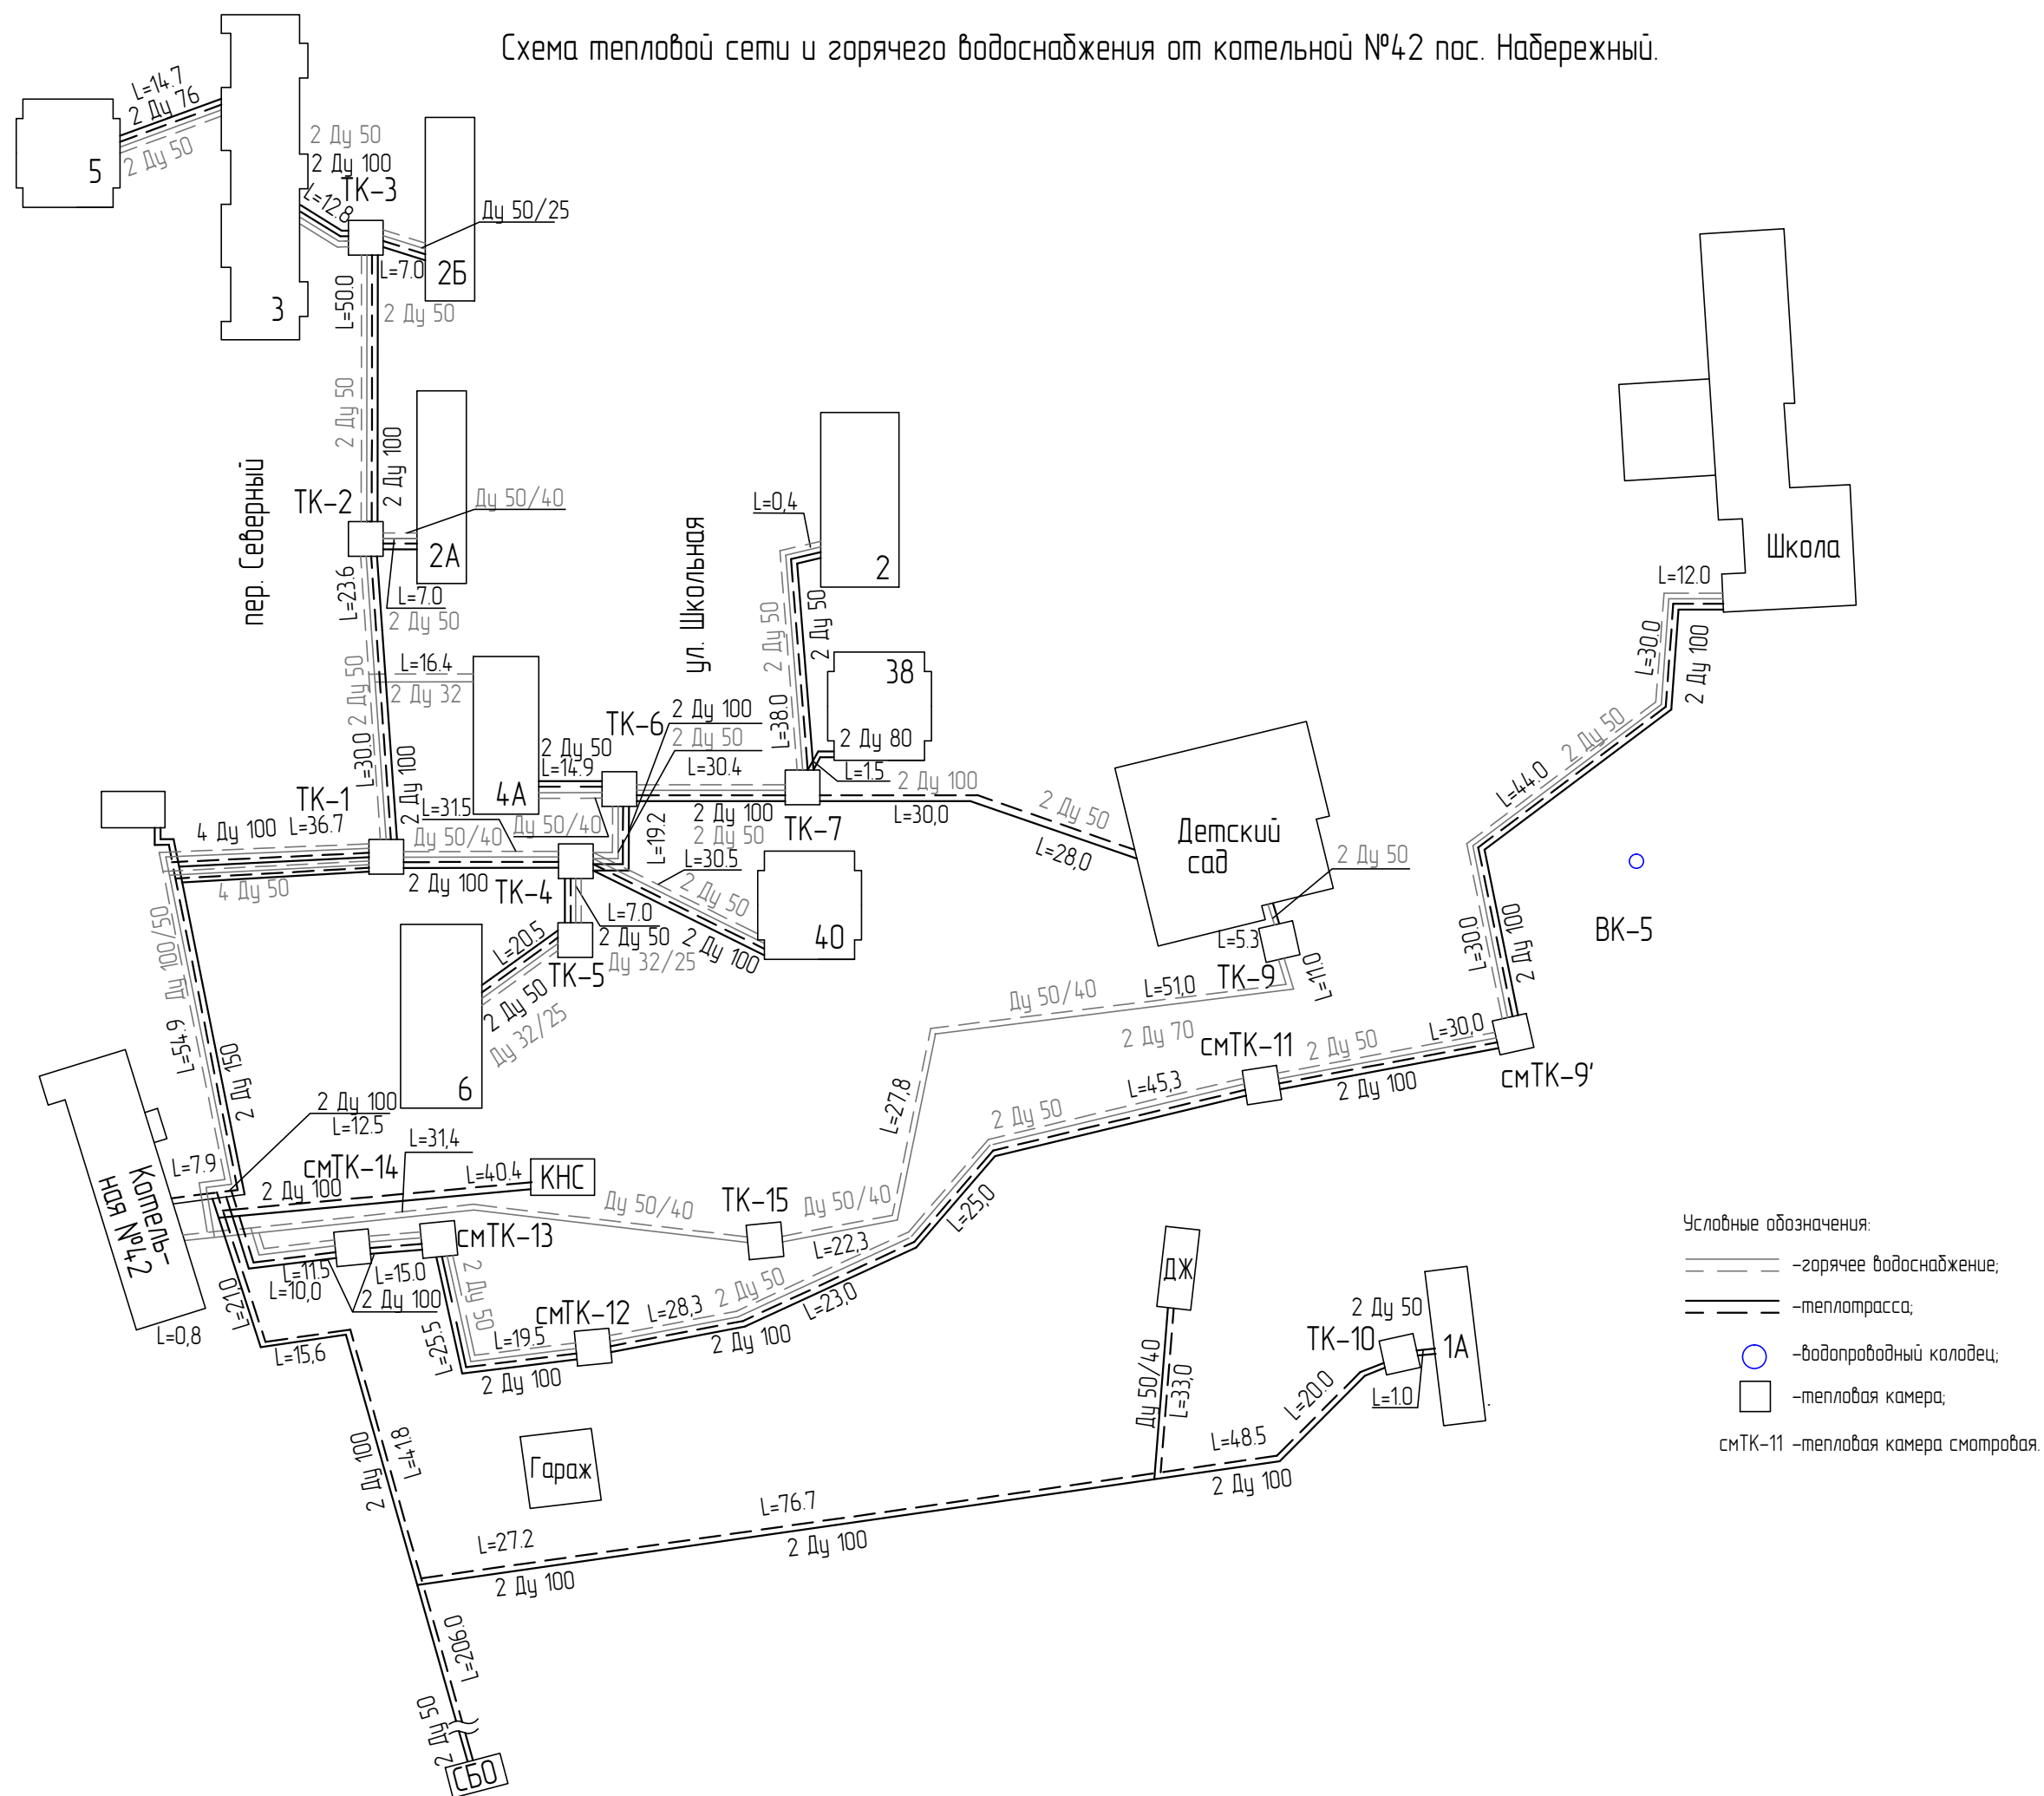 Схема тепловой сети и горячего водоснабжения от котельной №42 пос. Набережный.
L=14.7
2 Ду 76
2 Ду 50
5
3
2 Ду 50
2 Ду 100
ТК-3
L=12.8
Ду 50/25
2Б
L=7.0
2 Ду 50
L=50.0
2 Ду 50
2 Ду 100
пер. Северный
ТК-2
Ду 50/40
2А
L=7.0
2 Ду 50
L=23.6
2 Ду 50
L=16.4
2 Ду 32
L=30.0
2 Ду 100
ул. Школьная
L=0,4
2
2 Ду 50
2 Ду 50
38
L=38.0
2 Ду 80
L=1.5
ТК-6
2 Ду 100
2 Ду 50
L=30.4
2 Ду 50
L=14.9
4А
L=31.5
Ду 50/40
Ду 50/40
L=19.2
2 Ду 100
2 Ду 50
ТК-7
2 Ду 100
L=30,0
2 Ду 50
L=28,0
Детский
сад
2 Ду 50
L=5.3
ТК-9
L=11.0
Школа
L=12.0
L=30.0
2 Ду 100
2 Ду 50
L=44.0
L=30.0
2 Ду 100
ВК-5
ТК-1
4 Ду 100
L=36.7
4 Ду 50
2 Ду 100
ТК-4
L=30.5
2 Ду 50
2 Ду 100
40
L=7.0
2 Ду 50
Ду 32/25
ТК-5
L=20.5
2 Ду 50
Ду 32/25
6
Ду 100/50
L=54.9
2 Ду 150
2 Ду 100
L=12.5
L=31,4
L=7.9
смТК-14
2 Ду 100
L=40.4
КНС
Котель-
ная №42
L=0,8
L=21.0
L=15,6
L=11.5
L=10,0
L=15.0
2 Ду 100
смТК-13
2 Ду 50
L=25.5
L=19.5
2 Ду 100
смТК-12
L=28,3
2 Ду 50
2 Ду 100
L=23,0
L=22,3
L=25,0
Ду 50/40
ТК-15
Ду 50/40
L=27,8
Ду 50/40
L=51,0
2 Ду 70
2 Ду 50
L=45,3
смТК-11
2 Ду 50
L=30,0
2 Ду 100
смТК-9'
ДЖ
Ду 50/40
L=33,0
2 Ду 50
ТК-10
1А
L=1.0
L=20.0
L=48.5
2 Ду 100
L=41.8
2 Ду 100
Гараж
L=76.7
2 Ду 100
L=27.2
2 Ду 100
L=206.0
2 Ду 50
СБО
Условные обозначения:
-горячее водоснабжение;
-теплотрасса;
-водопроводный колодец;
-тепловая камера;
смТК-11 -тепловая камера смотровая.